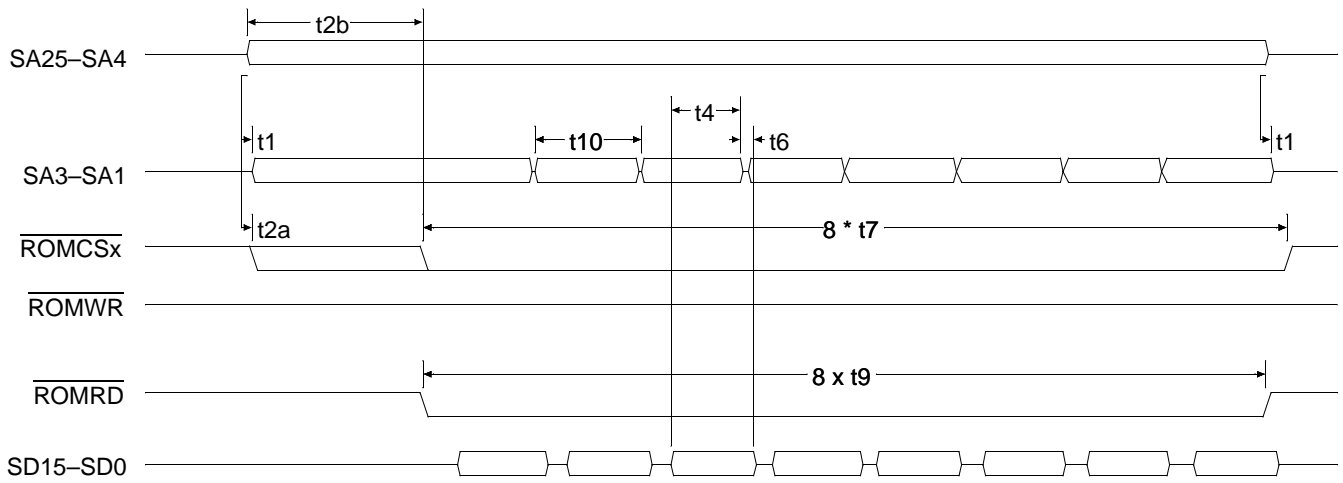 t2b
SA25–SA4
t4
t1
t10
t6
t1
SA3–SA1
t2a
8 * t7
ROMCSx
ROMWR
8 x t9
ROMRD
SD15–SD0